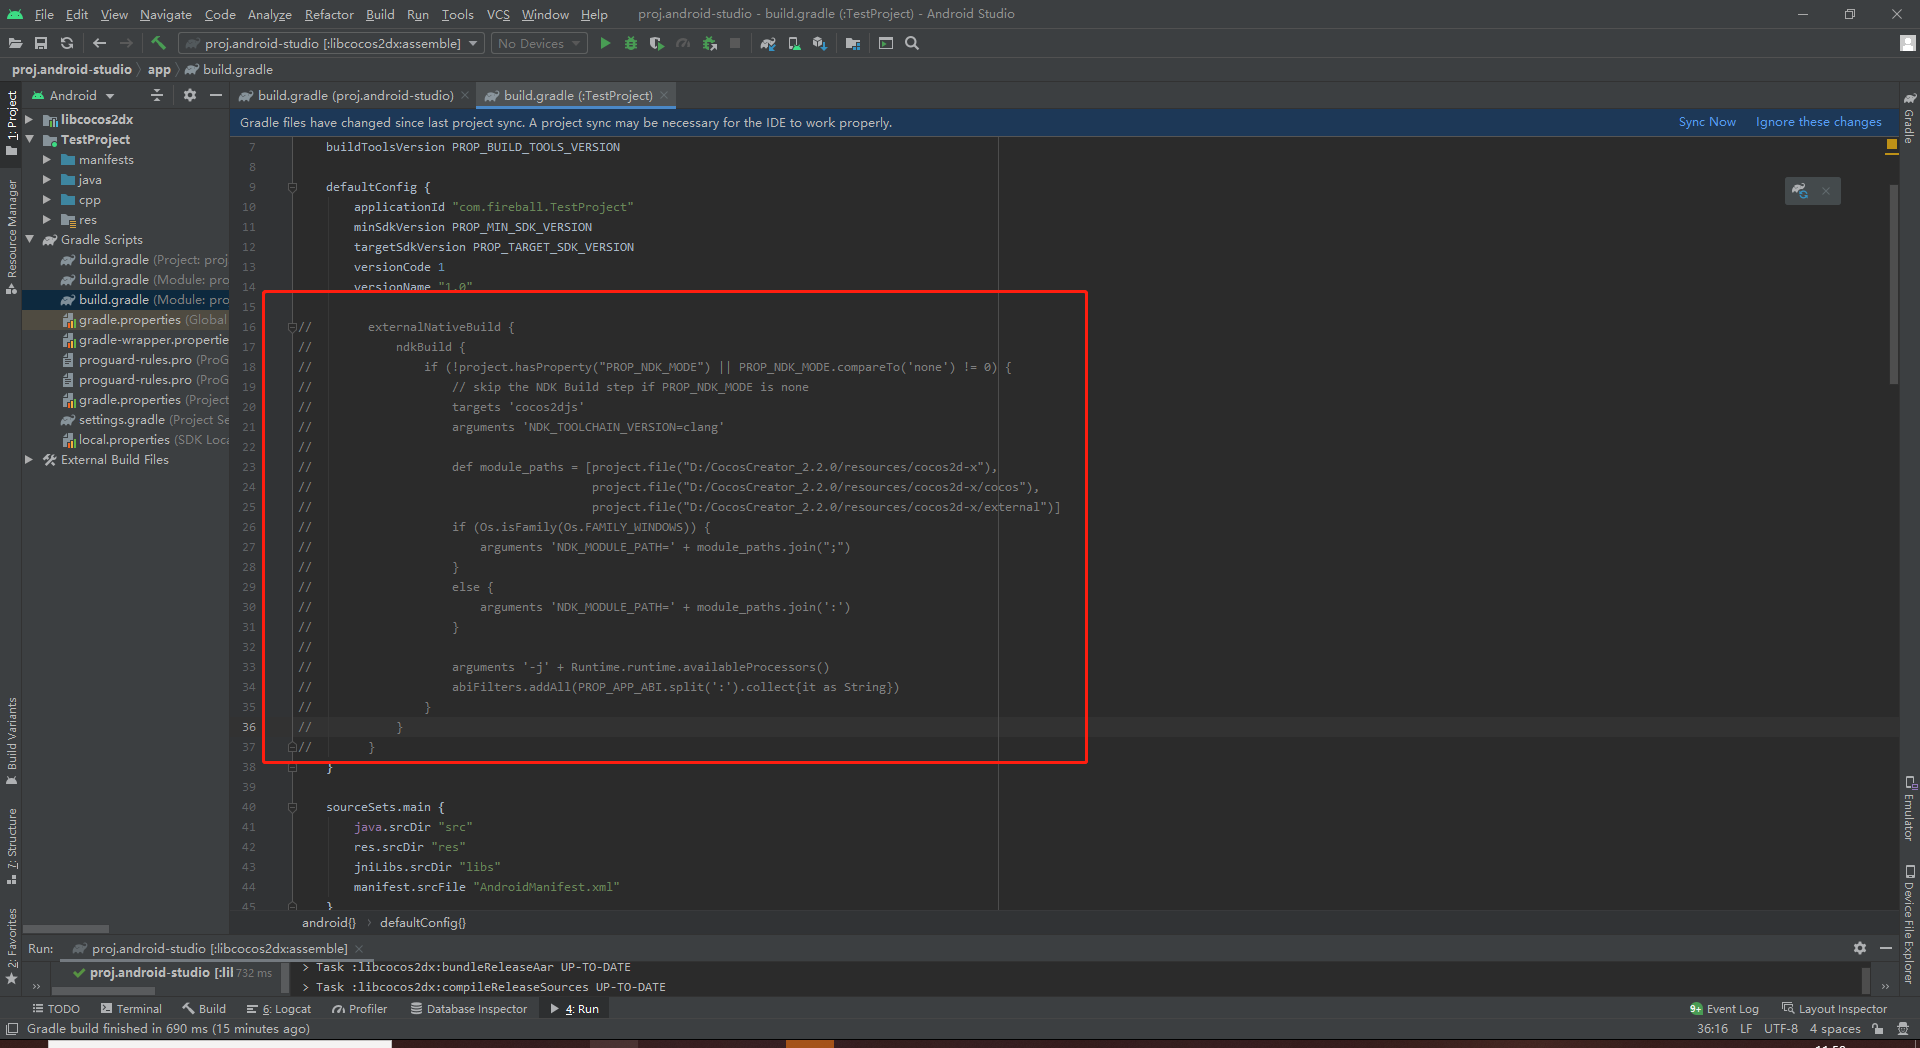 File Edit View Navigate Code Analyze Refactor Build Run Tools VCS Window Help proj.android-studio - build.gradle (:TestProject) - Android Studio
proj.android-studio [:libcocos2dx:assemble] No Devices
proj.android-studio app build.gradle
Android
build.gradle (proj.android-studio) build.gradle (:TestProject)
Gradle files have changed since last project sync. A project sync may be necessary for the IDE to work properly. Sync Now Ignore these changes
1: Project
Resource Manager
Build Variants
7: Structure
2: Favorites
libcocos2dx
TestProject
manifests
java
cpp
res
Gradle Scripts
build.gradle (Project: proj
build.gradle (Module: pro
build.gradle (Module: pro
gradle.properties (Global
gradle-wrapper.propertie
proguard-rules.pro (ProG
proguard-rules.pro (ProG
gradle.properties (Project
settings.gradle (Project Se
local.properties (SDK Loca
External Build Files
7 buildToolsVersion PROP_BUILD_TOOLS_VERSION
8
9 defaultConfig {
10 applicationId "com.fireball.TestProject"
11 minSdkVersion PROP_MIN_SDK_VERSION
12 targetSdkVersion PROP_TARGET_SDK_VERSION
13 versionCode 1
14 versionName "1.0"
15
16 // externalNativeBuild {
17 // ndkBuild {
18 // if (!project.hasProperty("PROP_NDK_MODE") || PROP_NDK_MODE.compareTo('none') != 0) {
19 // // skip the NDK Build step if PROP_NDK_MODE is none
20 // targets 'cocos2djs'
21 // arguments 'NDK_TOOLCHAIN_VERSION=clang'
22 //
23 // def module_paths = [project.file("D:/CocosCreator_2.2.0/resources/cocos2d-x"),
24 // project.file("D:/CocosCreator_2.2.0/resources/cocos2d-x/cocos"),
25 // project.file("D:/CocosCreator_2.2.0/resources/cocos2d-x/external")]
26 // if (Os.isFamily(Os.FAMILY_WINDOWS)) {
27 // arguments 'NDK_MODULE_PATH=' + module_paths.join(";")
28 // }
29 // else {
30 // arguments 'NDK_MODULE_PATH=' + module_paths.join(':')
31 // }
32 //
33 // arguments '-j' + Runtime.runtime.availableProcessors()
34 // abiFilters.addAll(PROP_APP_ABI.split(':').collect{it as String})
35 // }
36 // }
37 // }
38 }
39
40 sourceSets.main {
41 java.srcDir "src"
42 res.srcDir "res"
43 jniLibs.srcDir "libs"
44 manifest.srcFile "AndroidManifest.xml"
45 }
android{} defaultConfig{}
Gradle
Emulator
Device File Explorer
Run: proj.android-studio [:libcocos2dx:assemble]
proj.android-studio [:lil 732 ms
> Task :libcocos2dx:bundleReleaseAar UP-TO-DATE
> Task :libcocos2dx:compileReleaseSources UP-TO-DATE
TODO Terminal Build 6: Logcat Profiler Database Inspector 4: Run 9+ Event Log Layout Inspector
Gradle build finished in 690 ms (15 minutes ago) 36:16 LF UTF-8 4 spaces